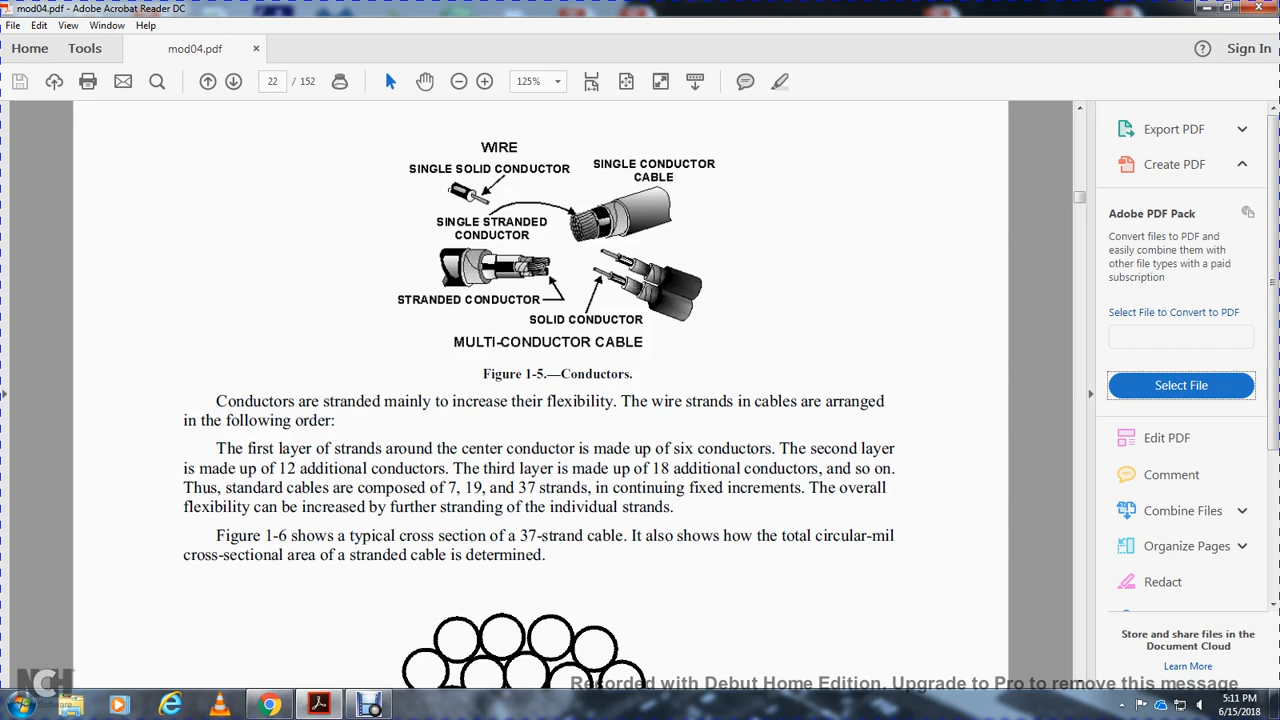 mod04.pdf - Adobe Acrobat Reader DC
File Edit View Window Help
Home Tools mod04.pdf × ? Sign In
22 / 152 125%
WIRE
SINGLE SOLID CONDUCTOR
SINGLE CONDUCTOR
CABLE
SINGLE STRANDED
CONDUCTOR
STRANDED CONDUCTOR
SOLID CONDUCTOR
MULTI-CONDUCTOR CABLE
Figure 1-5.—Conductors.
Conductors are stranded mainly to increase their flexibility. The wire strands in cables are arranged
in the following order:
The first layer of strands around the center conductor is made up of six conductors. The second layer
is made up of 12 additional conductors. The third layer is made up of 18 additional conductors, and so on.
Thus, standard cables are composed of 7, 19, and 37 strands, in continuing fixed increments. The overall
flexibility can be increased by further stranding of the individual strands.
Figure 1-6 shows a typical cross section of a 37-strand cable. It also shows how the total circular-mil
cross-sectional area of a stranded cable is determined.
Export PDF
Create PDF
Adobe PDF Pack
Convert files to PDF and
easily combine them with
other file types with a paid
subscription
Select File to Convert to PDF
Select File
Edit PDF
Comment
Combine Files
Organize Pages
Redact
Store and share files in the
Document Cloud
Learn More
NCH
Software
Recorded with Debut Home Edition. Upgrade to Pro to remove this message
5:11 PM
6/15/2018